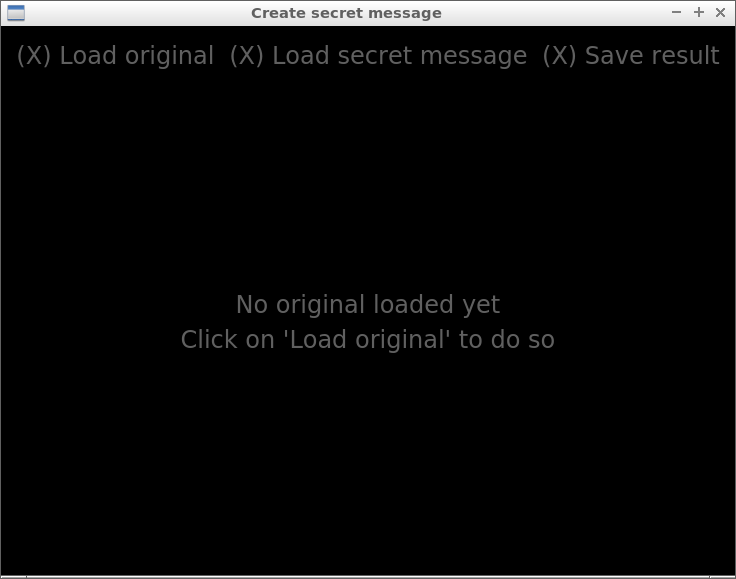 Create secret message
(X) Load original (X) Load secret message (X) Save result
No original loaded yet
Click on 'Load original' to do so